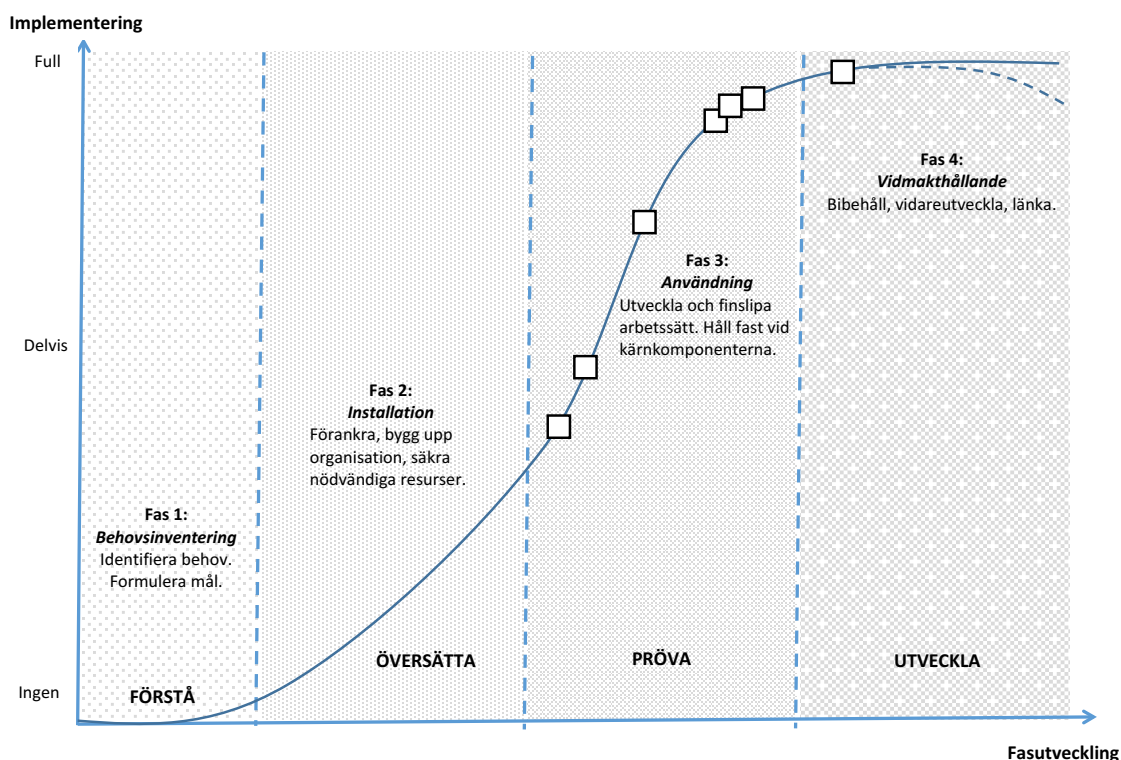 Implementering
Full
Delvis
Ingen
Fas 1:
Behovsinventering
Identifiera behov.
Formulera mål.
FÖRSTÅ
Fas 2:
Installation
Förankra, bygg upp
organisation, säkra
nödvändiga resurser.
ÖVERSÄTTA
Fas 3:
Användning
Utveckla och finslipa
arbetssätt. Håll fast vid
kärnkomponenterna.
PRÖVA
Fas 4:
Vidmakthållande
Bibehåll, vidareutveckla, länka.
UTVECKLA
Fasutveckling